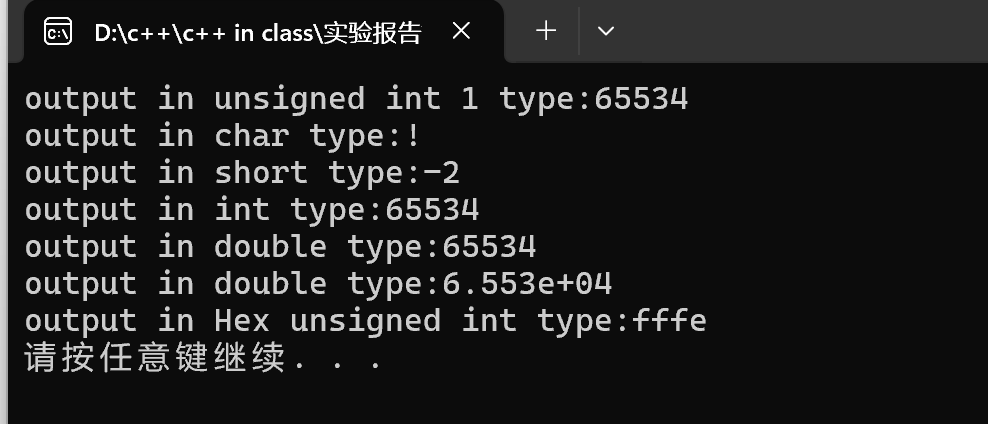 D:\c++\c++ in class\实验报告
output in unsigned int 1 type:65534
output in char type:!
output in short type:-2
output in int type:65534
output in double type:65534
output in double type:6.553e+04
output in Hex unsigned int type:fffe
请按任意键继续. . .